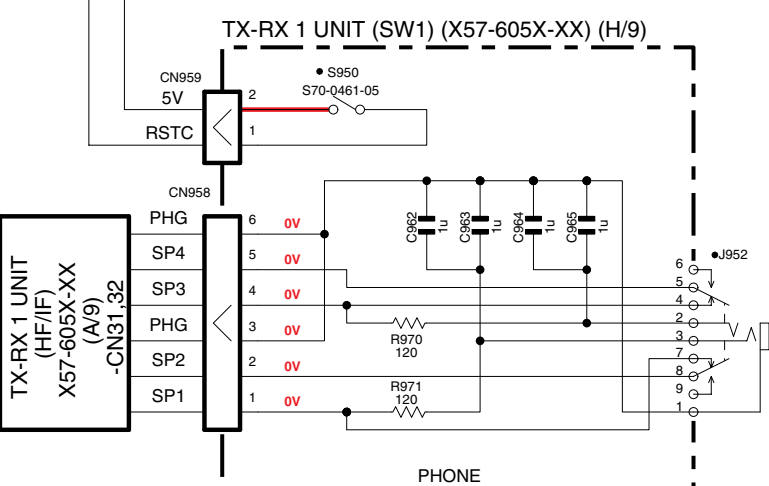 TX-RX 1 UNIT (SW1) (X57-605X-XX) (H/9)
CN959
5V
2
RSTC
1
● S950
S70-0461-05
CN958
TX-RX 1 UNIT
(HF/IF)
X57-605X-XX
(A/9)
-CN31,32
PHG
6
0V
SP4
5
0V
SP3
4
0V
PHG
3
0V
SP2
2
0V
SP1
1
0V
C962
1u
C963
1u
C964
1u
C965
1u
R970
120
R971
120
●J952
6
5
4
2
3
7
8
9
1
PHONE